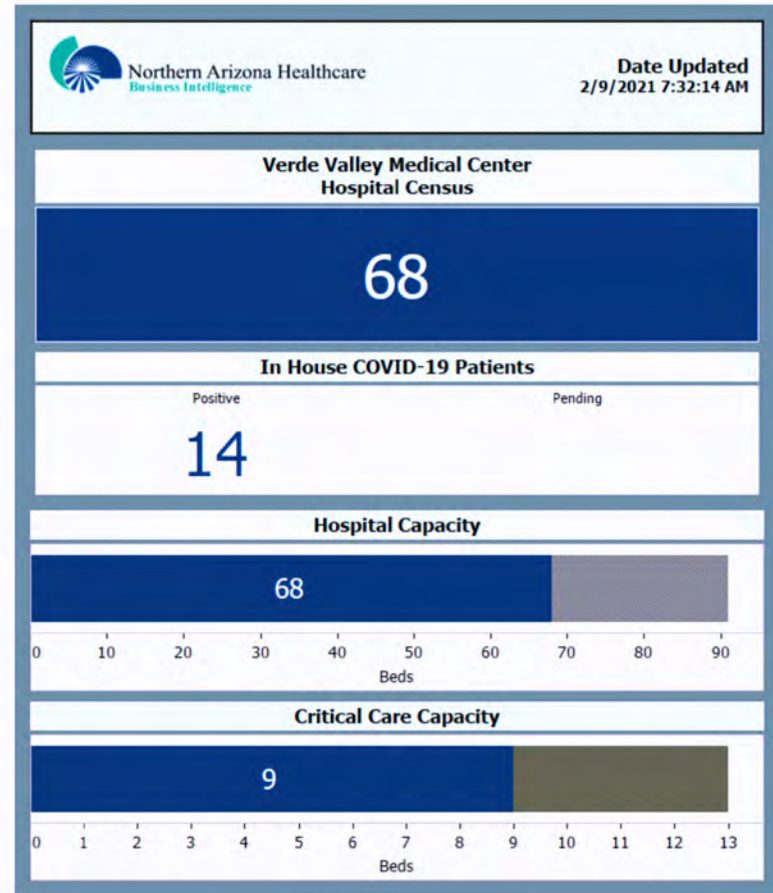 Northern Arizona Healthcare
Business Intelligence
Date Updated
2/9/2021 7:32:14 AM
Verde Valley Medical Center
Hospital Census
68
In House COVID-19 Patients
Positive Pending
14
Hospital Capacity
68
0 10 20 30 40 50 60 70 80 90
Beds
Critical Care Capacity
9
0 1 2 3 4 5 6 7 8 9 10 11 12 13
Beds